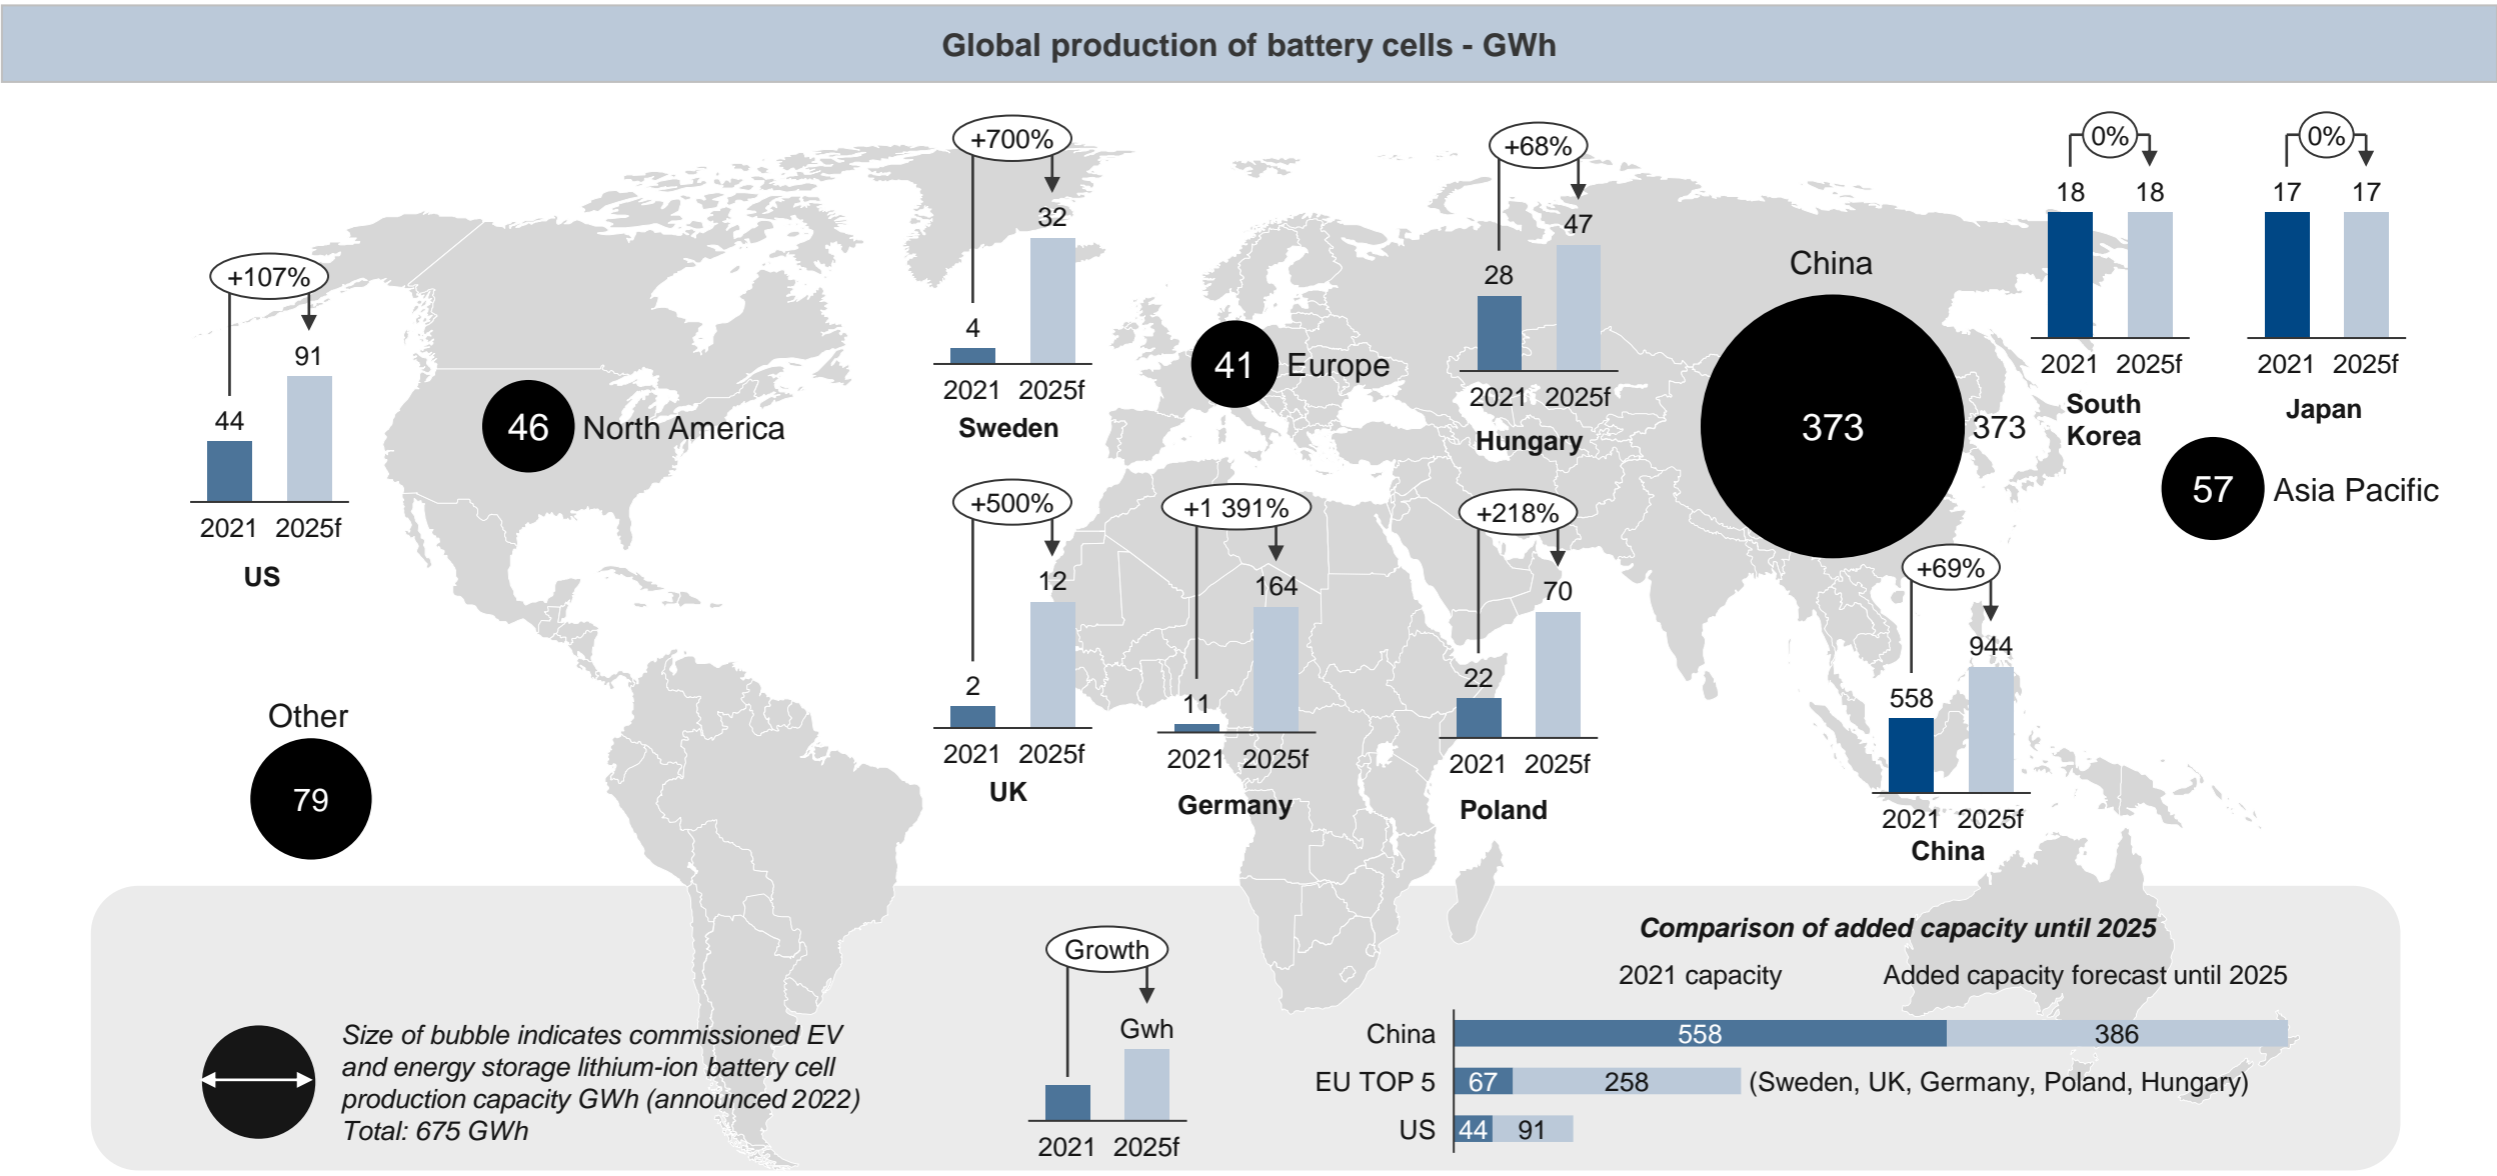 Global production of battery cells - GWh
+107%
44
91
2021 2025f
US
46 North America
Other
79
+700%
4
32
2021 2025f
Sweden
41 Europe
+68%
28
47
2021 2025f
Hungary
+500%
2
12
2021 2025f
UK
+1 391%
11
164
2021 2025f
Germany
+218%
22
70
2021 2025f
Poland
China
373 373
0%
18 18
2021 2025f
South
Korea
0%
17 17
2021 2025f
Japan
57 Asia Pacific
+69%
558
944
2021 2025f
China
Size of bubble indicates commissioned EV
and energy storage lithium-ion battery cell
production capacity GWh (announced 2022)
Total: 675 GWh
Growth
Gwh
2021 2025f
Comparison of added capacity until 2025
2021 capacity Added capacity forecast until 2025
China 558 386
EU TOP 5 67 258 (Sweden, UK, Germany, Poland, Hungary)
US 44 91